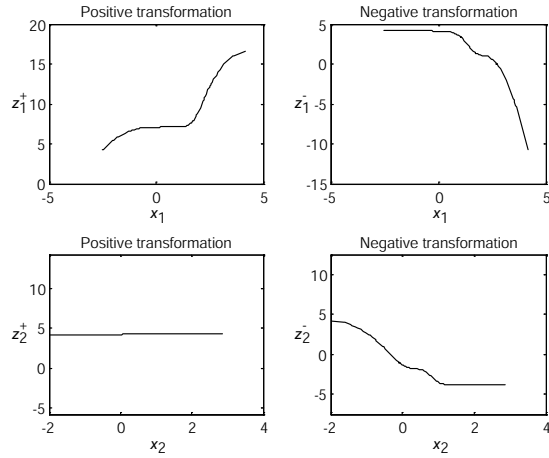 Positive transformation
20
15
10
5
0
z1+
-5
0
5
x1
Negative transformation
5
0
-5
-10
-15
z1-
-5
0
5
x1
Positive transformation
10
5
0
-5
z2+
-2
0
2
4
x2
Negative transformation
10
5
0
-5
z2-
-2
0
2
4
x2